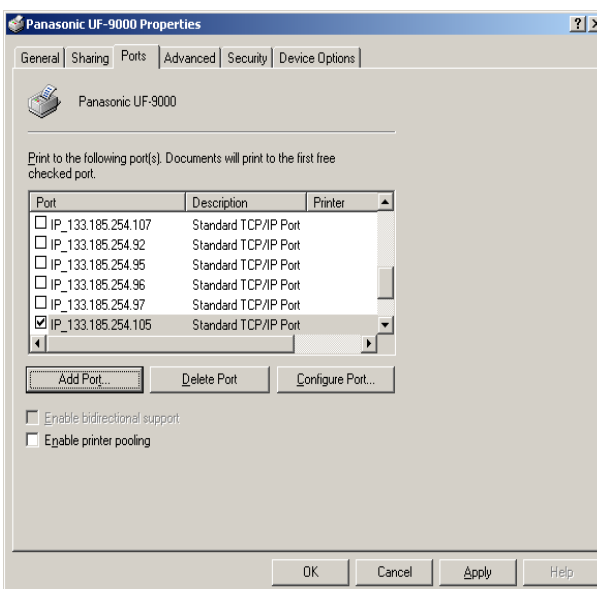 Panasonic UF-9000 Properties
General Sharing Ports Advanced Security Device Options
Panasonic UF-9000
Print to the following port(s). Documents will print to the first free
checked port.
Port Description Printer
IP_133.185.254.107 Standard TCP/IP Port
IP_133.185.254.92 Standard TCP/IP Port
IP_133.185.254.95 Standard TCP/IP Port
IP_133.185.254.96 Standard TCP/IP Port
IP_133.185.254.97 Standard TCP/IP Port
IP_133.185.254.105 Standard TCP/IP Port
Add Port... Delete Port Configure Port...
Enable bidirectional support
Enable printer pooling
OK Cancel Apply Help